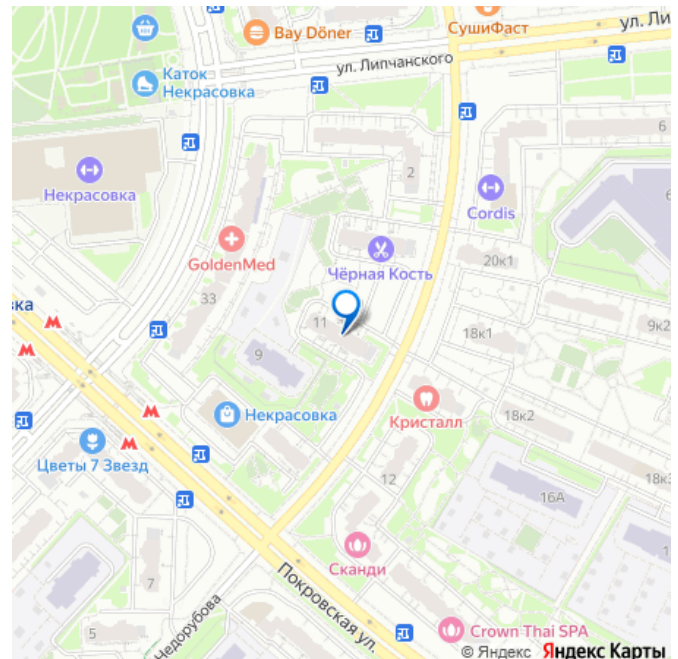 Bay Döner
СушиФаст
ул. Ли
ул. Липчанского
Каток
Некрасовка
2
6
6
Некрасовка
Cordis
GoldenMed
Чёрная Кость
20к1
33
вка
11
18к1
9к2
9
Некрасовка
Кристалл
18к2
Цветы 7 Звезд
12
18к3
16А
Сканди
7
Покровская ул.
Недорубова
5
Crown Thai SPA
© Яндекс Яндекс Карты